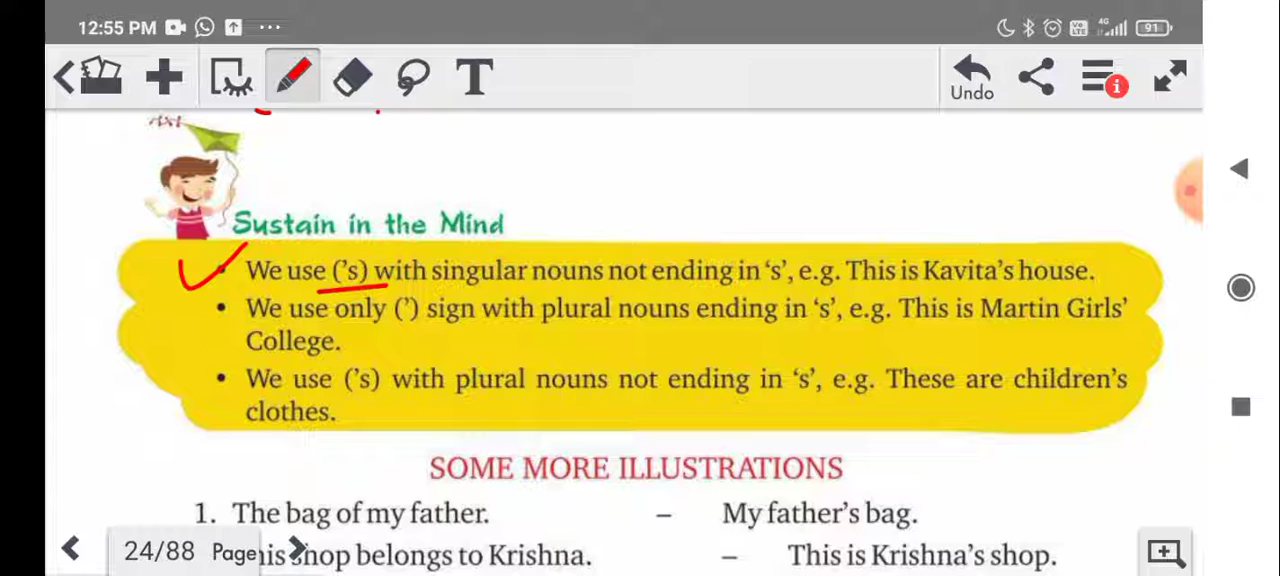 12:55 PM ...
4G 91
T
Undo
i
Sustain in the Mind
• We use (’s) with singular nouns not ending in ‘s’, e.g. This is Kavita’s house.
• We use only (’) sign with plural nouns ending in ‘s’, e.g. This is Martin Girls’
College.
• We use (’s) with plural nouns not ending in ‘s’, e.g. These are children’s
clothes.
SOME MORE ILLUSTRATIONS
1. The bag of my father. – My father’s bag.
24/88 Page his shop belongs to Krishna. – This is Krishna’s shop.